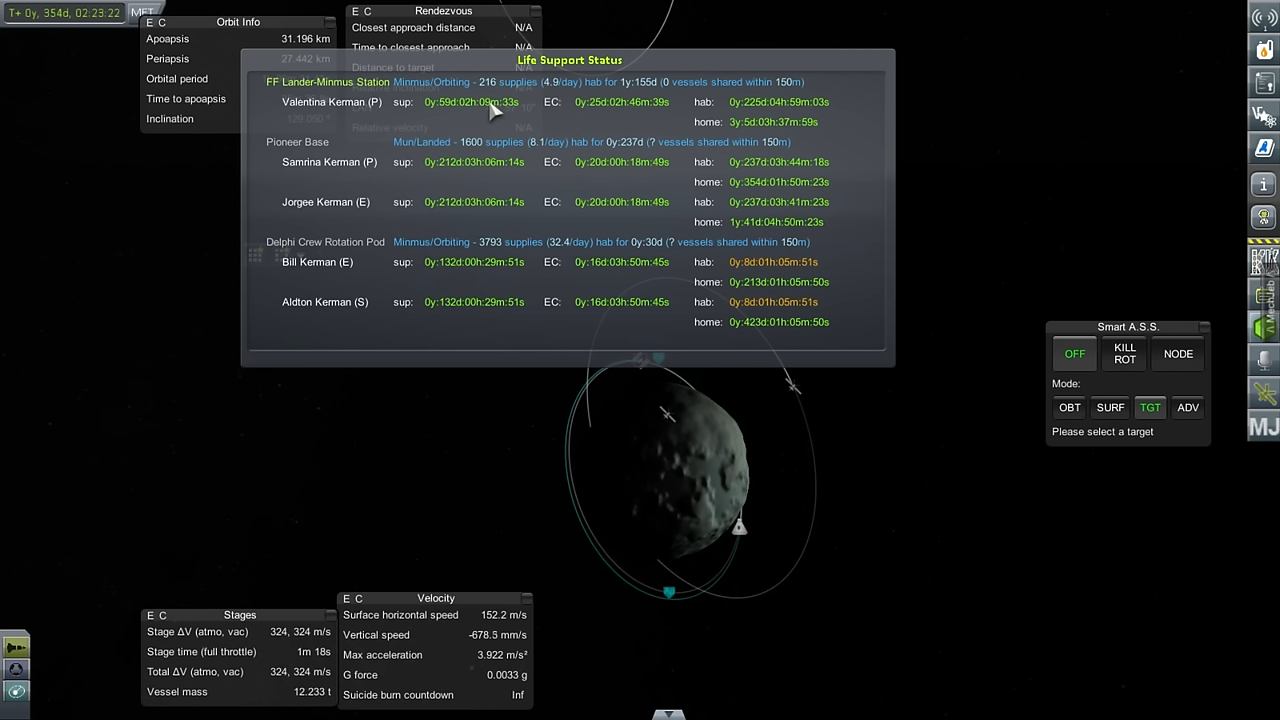 T+ 0y, 354d, 02:23:22 MET
E C Orbit Info
Apoapsis 31.196 km
Periapsis 27.442 km
Orbital period
Time to apoapsis
Inclination
E C Rendezvous
Closest approach distance N/A
Time to closest approach N/A
Life Support Status
FF Lander-Minmus Station Minmus/Orbiting - 216 supplies (4.9/day) hab for 1y:155d (0 vessels shared within 150m)
Valentina Kerman (P) sup: 0y:59d:02h:09m:33s EC: 0y:25d:02h:46m:39s hab: 0y:225d:04h:59m:03s
home: 3y:5d:03h:37m:59s
Pioneer Base Mun/Landed - 1600 supplies (8.1/day) hab for 0y:237d (? vessels shared within 150m)
Samrina Kerman (P) sup: 0y:212d:03h:06m:14s EC: 0y:20d:00h:18m:49s hab: 0y:237d:03h:44m:18s
home: 0y:354d:01h:50m:23s
Jorgee Kerman (E) sup: 0y:212d:03h:06m:14s EC: 0y:20d:00h:18m:49s hab: 0y:237d:03h:41m:23s
home: 1y:41d:04h:50m:23s
Delphi Crew Rotation Pod Minmus/Orbiting - 3793 supplies (32.4/day) hab for 0y:30d (? vessels shared within 150m)
Bill Kerman (E) sup: 0y:132d:00h:29m:51s EC: 0y:16d:03h:50m:45s hab: 0y:8d:01h:05m:51s
home: 0y:213d:01h:05m:50s
Aldton Kerman (S) sup: 0y:132d:00h:29m:51s EC: 0y:16d:03h:50m:45s hab: 0y:8d:01h:05m:51s
home: 0y:423d:01h:05m:50s
MechJeb
MJ
Smart A.S.S.
OFF KILL ROT NODE
Mode:
OBT SURF TGT ADV
Please select a target
E C Stages
Stage ΔV (atmo, vac) 324, 324 m/s
Stage time (full throttle) 1m 18s
Total ΔV (atmo, vac) 324, 324 m/s
Vessel mass 12.233 t
E C Velocity
Surface horizontal speed 152.2 m/s
Vertical speed -678.5 mm/s
Max acceleration 3.922 m/s²
G force 0.0033 g
Suicide burn countdown Inf